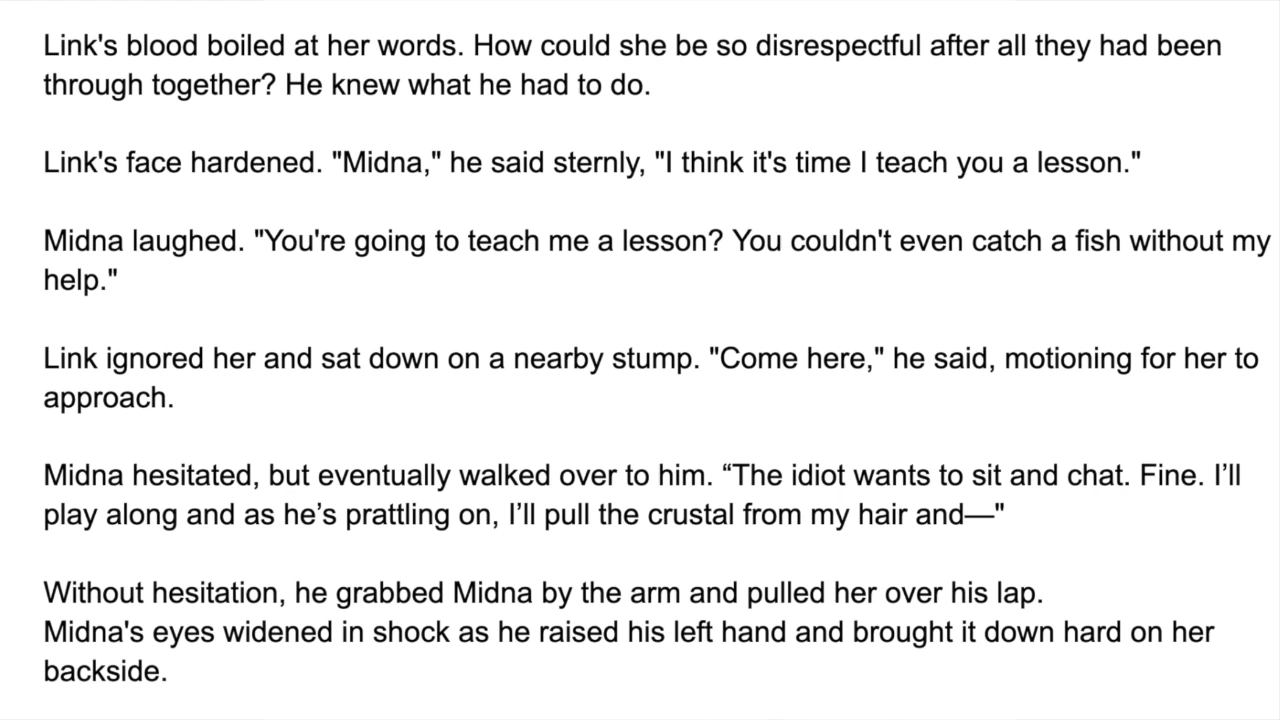 Link's blood boiled at her words. How could she be so disrespectful after all they had been
through together? He knew what he had to do.
Link's face hardened. "Midna," he said sternly, "I think it's time I teach you a lesson."
Midna laughed. "You're going to teach me a lesson? You couldn't even catch a fish without my
help."
Link ignored her and sat down on a nearby stump. "Come here," he said, motioning for her to
approach.
Midna hesitated, but eventually walked over to him. “The idiot wants to sit and chat. Fine. I’ll
play along and as he’s prattling on, I’ll pull the crustal from my hair and—"
Without hesitation, he grabbed Midna by the arm and pulled her over his lap.
Midna's eyes widened in shock as he raised his left hand and brought it down hard on her
backside.